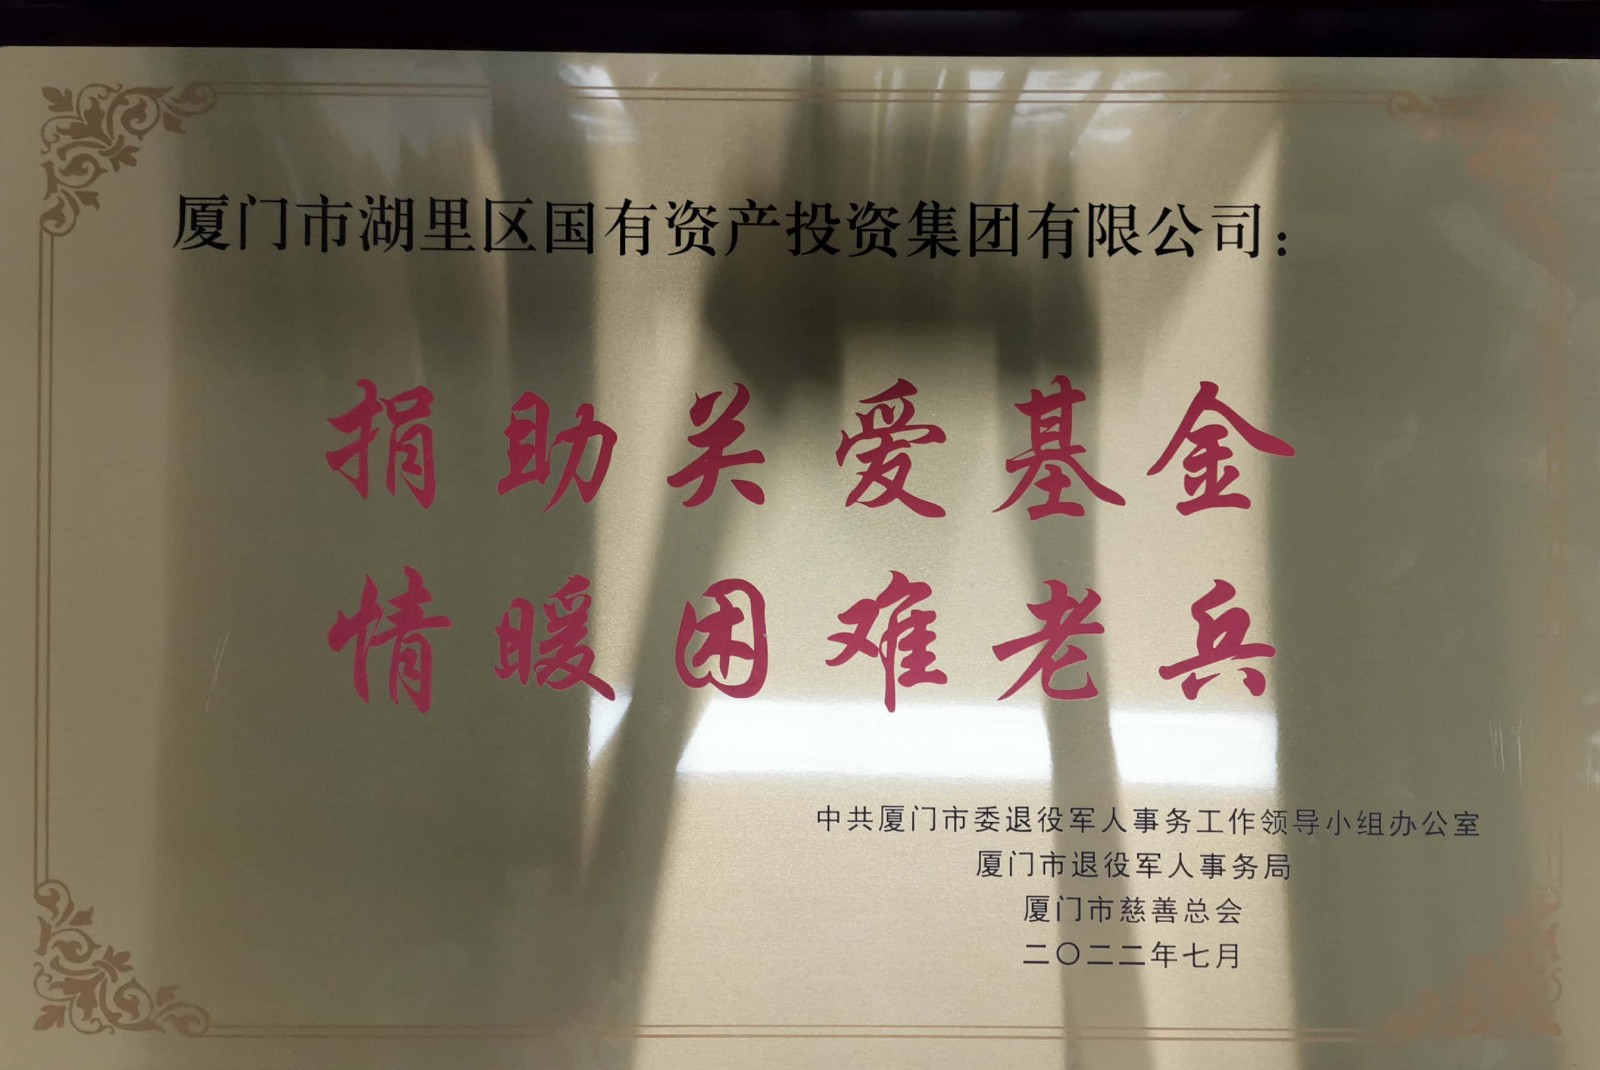 厦门市湖里区国有资产投资集团有限公司：
捐助关爱基金
情暖困难老兵
中共厦门市委退役军人事务工作领导小组办公室
厦门市退役军人事务局
厦门市慈善总会
二〇二二年七月